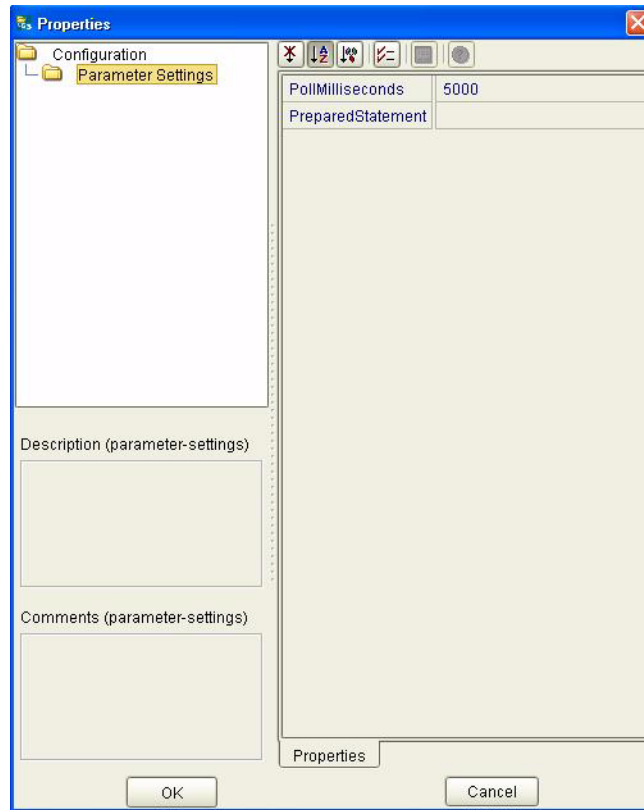 Properties
Configuration
Parameter Settings
PollMilliseconds 5000
PreparedStatement
Description (parameter-settings)
Comments (parameter-settings)
Properties
OK
Cancel